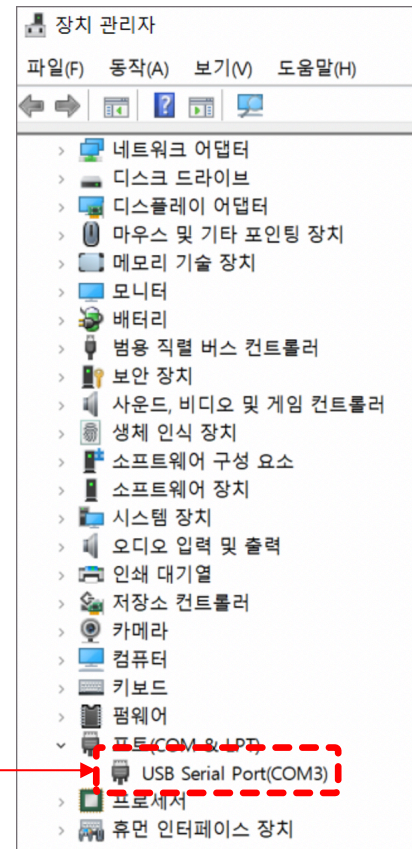 장치 관리자
파일(F) 동작(A) 보기(V) 도움말(H)
네트워크 어댑터
디스크 드라이브
디스플레이 어댑터
마우스 및 기타 포인팅 장치
메모리 기술 장치
모니터
배터리
범용 직렬 버스 컨트롤러
보안 장치
사운드, 비디오 및 게임 컨트롤러
생체 인식 장치
소프트웨어 구성 요소
소프트웨어 장치
시스템 장치
오디오 입력 및 출력
인쇄 대기열
저장소 컨트롤러
카메라
컴퓨터
키보드
펌웨어
포트(COM & LPT)
USB Serial Port(COM3)
프로세서
휴먼 인터페이스 장치